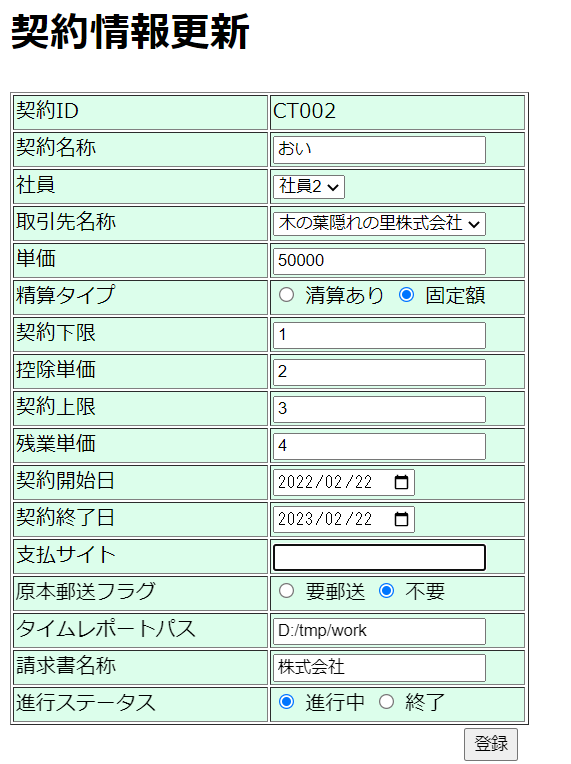 契約情報更新
契約ID CT002
契約名称 おい
社員 社員2
取引先名称 木の葉隠れの里株式会社
単価 50000
精算タイプ 清算あり 固定額
契約下限 1
控除単価 2
契約上限 3
残業単価 4
契約開始日 2022/02/22
契約終了日 2023/02/22
支払サイト
原本郵送フラグ 要郵送 不要
タイムレポートパス D:/tmp/work
請求書名称 株式会社
進行ステータス 進行中 終了
登録